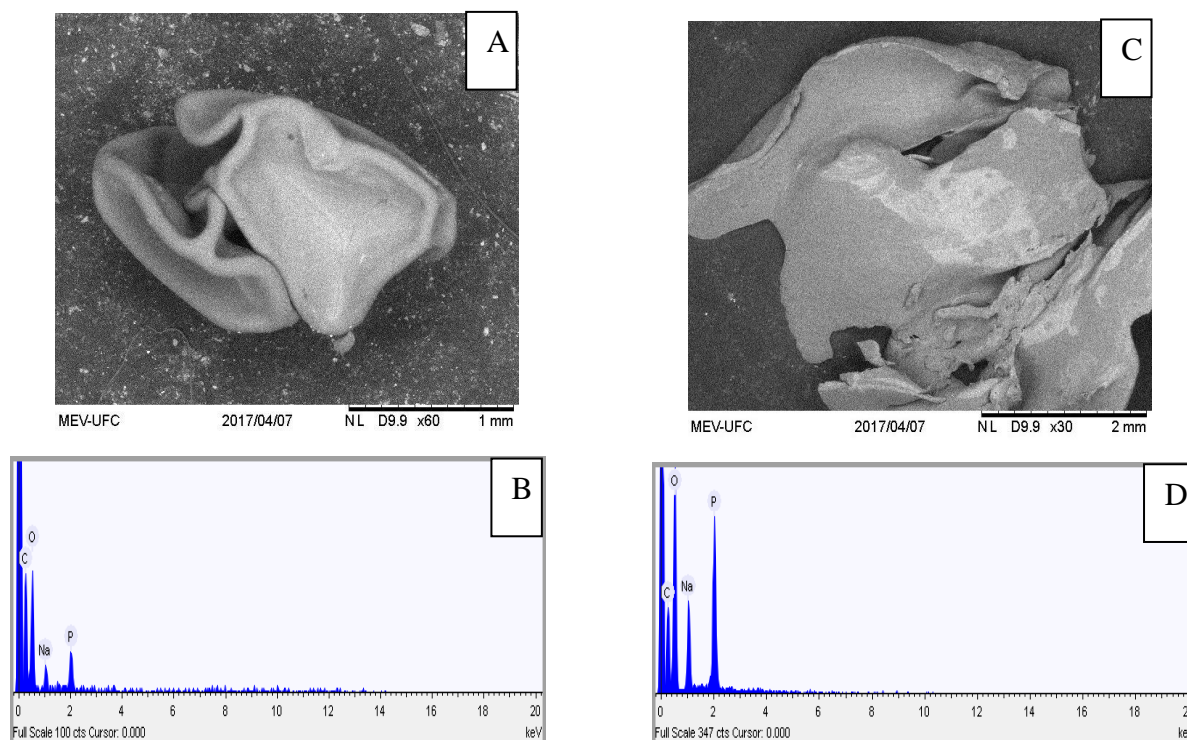 A
MEV-UFC 2017/04/07 NL D9.9 x60 1 mm
C
MEV-UFC 2017/04/07 NL D9.9 x30 2 mm
B
C O Na P
0 2 4 6 8 10 12 14 16 18 20
Full Scale 100 cts Cursor: 0.000 keV
D
C O Na P
0 2 4 6 8 10 12 14 16 18
Full Scale 347 cts Cursor: 0.000